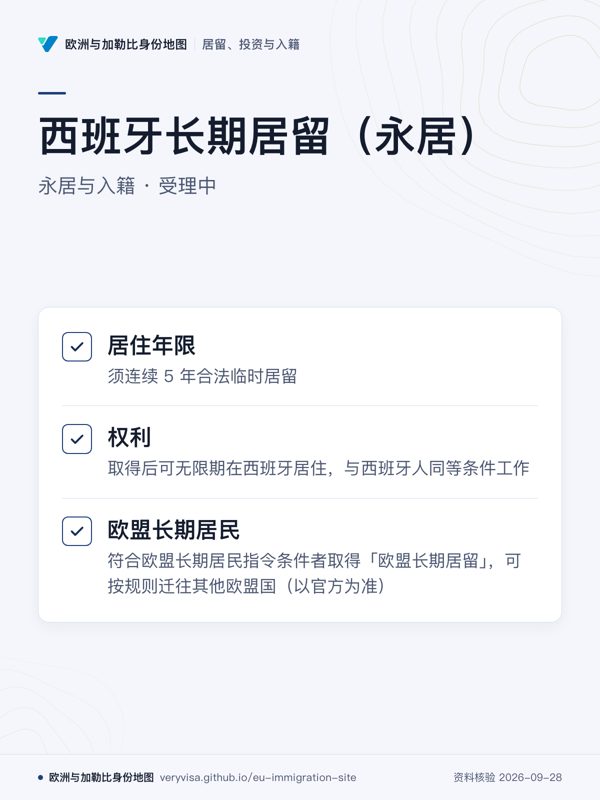 欧洲与加勒比身份地图 居留、投资与入籍
西班牙长期居留（永居）
永居与入籍 · 受理中
居住年限
须连续 5 年合法临时居留
权利
取得后可无限期在西班牙居住，与西班牙人同等条件工作
欧盟长期居民
符合欧盟长期居民指令条件者取得「欧盟长期居留」，可
按规则迁往其他欧盟国（以官方为准）
欧洲与加勒比身份地图 veryvisa.github.io/eu-immigration-site 资料核验 2026-09-28